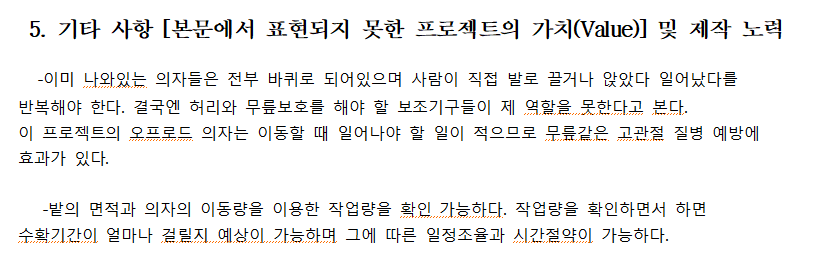 5. 기타 사항 [본문에서 표현되지 못한 프로젝트의 가치(Value)] 및 제작 노력
-이미 나와있는 의자들은 전부 바퀴로 되어있으며 사람이 직접 발로 끌거나 앉았다 일어났다를
반복해야 한다. 결국엔 허리와 무릎보호를 해야 할 보조기구들이 제 역할을 못한다고 본다.
이 프로젝트의 오프로드 의자는 이동할 때 일어나야 할 일이 적으므로 무릎같은 고관절 질병 예방에
효과가 있다.
-밭의 면적과 의자의 이동량을 이용한 작업량을 확인 가능하다. 작업량을 확인하면서 하면
수확기간이 얼마나 걸릴지 예상이 가능하며 그에 따른 일정조율과 시간절약이 가능하다.